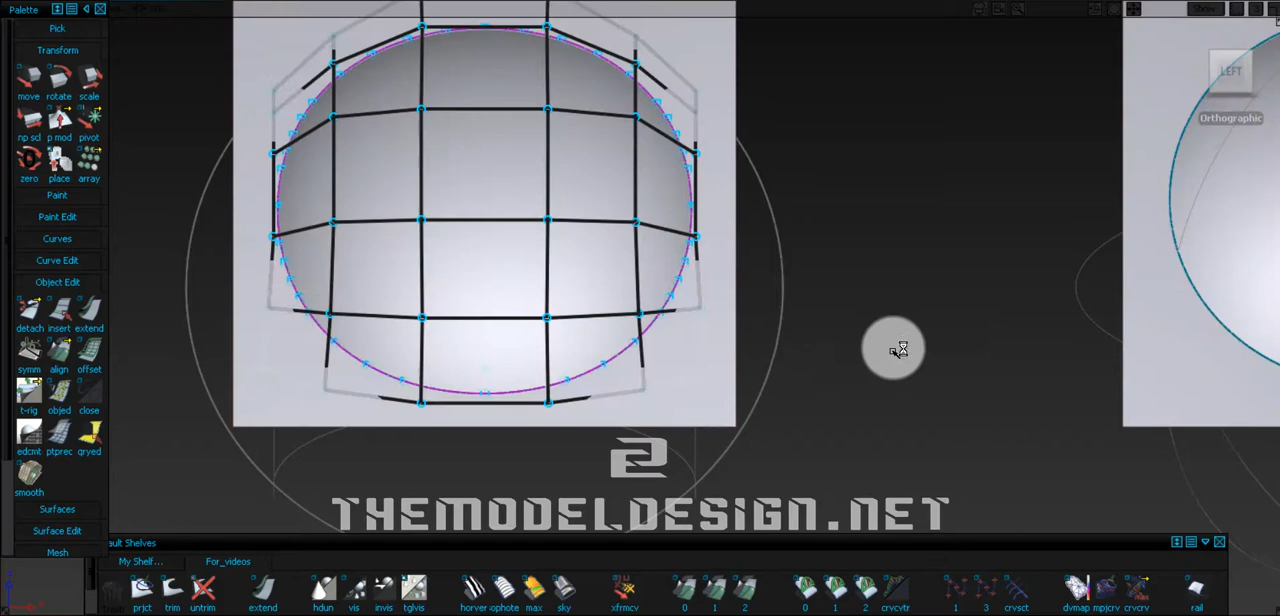 Palette
Show
Pick
Transform
move rotate scale
np scl p mod pivot
zero place array
Paint
Paint Edit
Curves
Curve Edit
Object Edit
detach insert extend
symm align offset
t-rig objed close
edcmt ptprec qryed
smooth
Surfaces
Surface Edit
Mesh
LEFT
Orthographic
2
THEMODELDESIGN.NET
ault Shelves
My Shelf... For_videos
prjct trim untrim extend hdun vis invis tglvis horver xphote max sky xfrmcv 0 1 2 0 1 2 crvcvtr 1 3 crvsct dvmap mpjcrv crvcrv rail